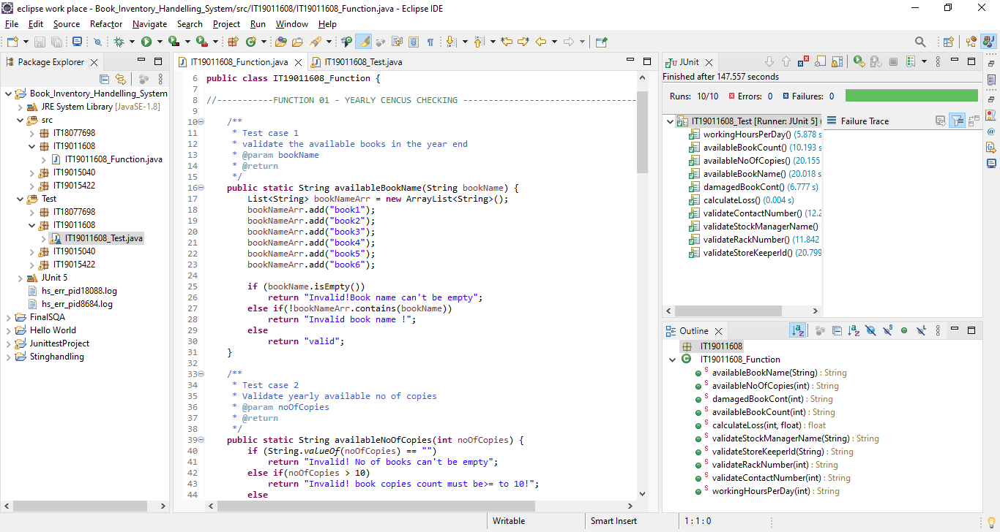 eclipse work place - Book_Inventory_Handelling_System/src/IT19011608/IT19011608_Function.java - Eclipse IDE
File Edit Source Refactor Navigate Search Project Run Window Help
Package Explorer
Book_Inventory_Handelling_System
JRE System Library [JavaSE-1.8]
src
IT18077698
IT19011608
IT19011608_Function.java
IT19015040
IT19015422
Test
IT18077698
IT19011608
IT19011608_Test.java
IT19015040
IT19015422
JUnit 5
hs_err_pid18088.log
hs_err_pid8684.log
FinalSQA
Hello World
JunittestProject
Stinghandling
IT19011608_Function.java IT19011608_Test.java
6 public class IT19011608_Function {
7
8 //-----------FUNCTION 01 - YEARLY CENCUS CHECKING ----------------------------------
9
10 /**
11 * Test case 1
12 * validate the available books in the year end
13 * @param bookName
14 * @return
15 */
16 public static String availableBookName(String bookName) {
17 List<String> bookNameArr = new ArrayList<String>();
18 bookNameArr.add("book1");
19 bookNameArr.add("book2");
20 bookNameArr.add("book3");
21 bookNameArr.add("book4");
22 bookNameArr.add("book5");
23 bookNameArr.add("book6");
24
25 if (bookName.isEmpty())
26 return "Invalid!Book name can't be empty";
27 else if(!bookNameArr.contains(bookName))
28 return "Invalid book name !";
29 else
30 return "valid";
31 }
32
33 /**
34 * Test case 2
35 * Validate yearly available no of copies
36 * @param noOfCopies
37 * @return
38 */
39 public static String availableNoOfCopies(int noOfCopies) {
40 if (String.valueOf(noOfCopies) == "")
41 return "Invalid! No of books can't be empty";
42 else if(noOfCopies > 10)
43 return "Invalid! book copies count must be>= to 10!";
44 else
JUnit
Finished after 147.557 seconds
Runs: 10/10 Errors: 0 Failures: 0
IT19011608_Test [Runner: JUnit 5] (
workingHoursPerDay() (5.878 s
availableBookCount() (10.193 s
availableNoOfCopies() (20.155
availableBookName() (20.018 s
damagedBookCont() (6.777 s)
calculateLoss() (0.004 s)
validateContactNumber() (12.2
validateStockManagerName()
validateRackNumber() (11.842
validateStoreKeeperId() (20.799
Failure Trace
Outline
IT19011608
IT19011608_Function
availableBookName(String) : String
availableNoOfCopies(int) : String
damagedBookCont(int) : String
availableBookCount(int) : String
calculateLoss(int, float) : float
validateStockManagerName(String) : String
validateStoreKeeperId(String) : String
validateRackNumber(int) : String
validateContactNumber(int) : String
workingHoursPerDay(int) : String
Writable Smart Insert 1 : 1 : 0